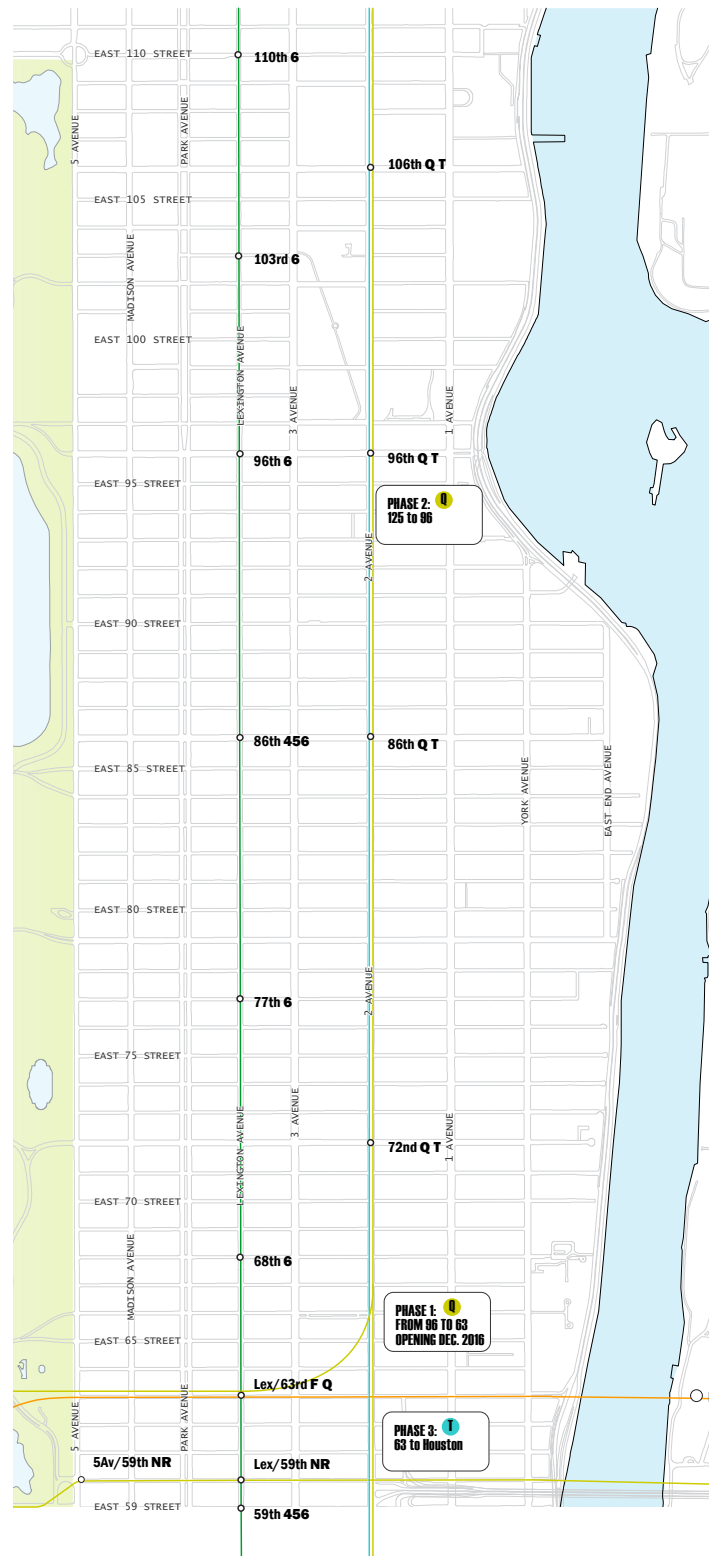 EAST 110 STREET
110th 6
5 AVENUE
PARK AVENUE
106th Q T
EAST 105 STREET
MADISON AVENUE
103rd 6
EAST 100 STREET
LEXINGTON AVENUE
3 AVENUE
1 AVENUE
96th 6
96th Q T
EAST 95 STREET
PHASE 2: Q
125 to 96
2 AVENUE
EAST 90 STREET
86th 456
86th Q T
EAST 85 STREET
YORK AVENUE
EAST END AVENUE
EAST 80 STREET
2 AVENUE
77th 6
EAST 75 STREET
3 AVENUE
LEXINGTON AVENUE
1 AVENUE
72nd Q T
EAST 70 STREET
MADISON AVENUE
68th 6
PHASE 1: Q
FROM 96 TO 63
OPENING DEC. 2016
EAST 65 STREET
Lex/63rd F Q
5 AVENUE
PARK AVENUE
PHASE 3: T
63 to Houston
5Av/59th NR
Lex/59th NR
EAST 59 STREET
59th 456